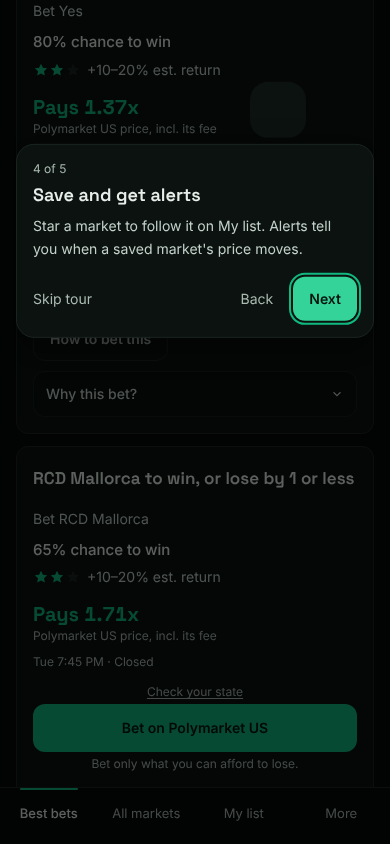 Bet Yes
80% chance to win
+10–20% est. return
Pays 1.37x
Polymarket US price, incl. its fee
4 of 5
Save and get alerts
Star a market to follow it on My list. Alerts tell
you when a saved market's price moves.
Skip tour
Back
Next
How to bet this
Why this bet?
RCD Mallorca to win, or lose by 1 or less
Bet RCD Mallorca
65% chance to win
+10–20% est. return
Pays 1.71x
Polymarket US price, incl. its fee
Tue 7:45 PM · Closed
Check your state
Bet on Polymarket US
Bet only what you can afford to lose.
Best bets
All markets
My list
More